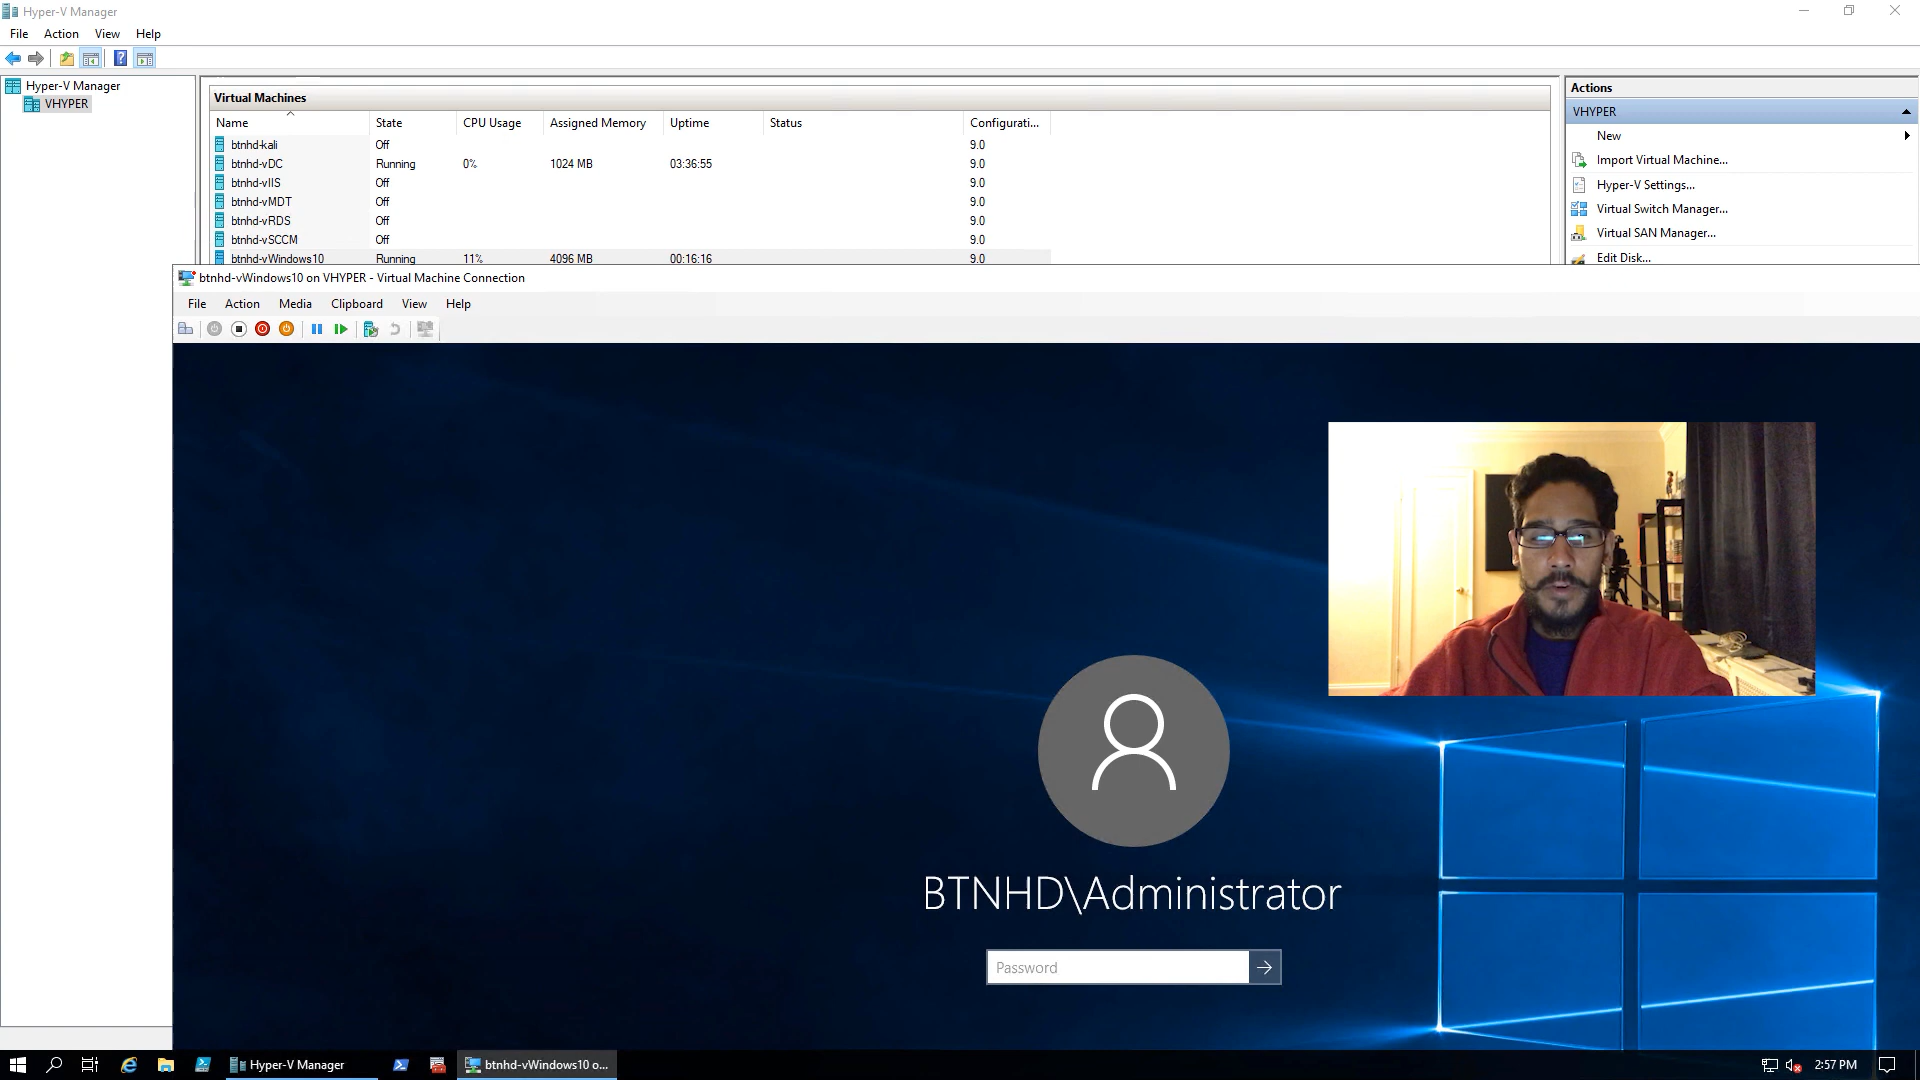 Hyper-V Manager
File Action View Help
Hyper-V Manager
VHYPER
Virtual Machines
Name State CPU Usage Assigned Memory Uptime Status Configurati...
btnhd-kali Off 9.0
btnhd-vDC Running 0% 1024 MB 03:36:55 9.0
btnhd-vIIS Off 9.0
btnhd-vMDT Off 9.0
btnhd-vRDS Off 9.0
btnhd-vSCCM Off 9.0
btnhd-vWindows10 Running 11% 4096 MB 00:16:16 9.0
Actions
VHYPER
New
Import Virtual Machine...
Hyper-V Settings...
Virtual Switch Manager...
Virtual SAN Manager...
Edit Disk...
btnhd-vWindows10 on VHYPER - Virtual Machine Connection
File Action Media Clipboard View Help
BTNHD\Administrator
Password
Hyper-V Manager
btnhd-vWindows10 o...
2:57 PM